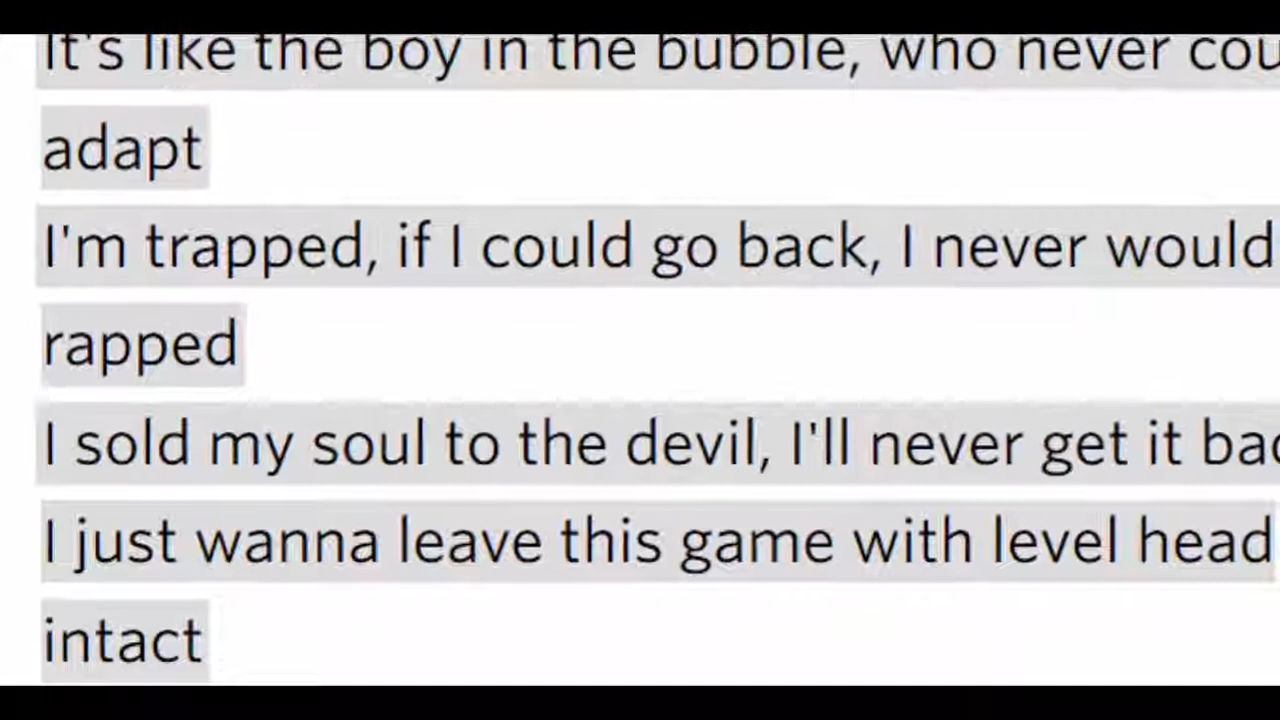 It's like the boy in the bubble, who never cou
adapt
I'm trapped, if I could go back, I never would
rapped
I sold my soul to the devil, I'll never get it bac
I just wanna leave this game with level head
intact